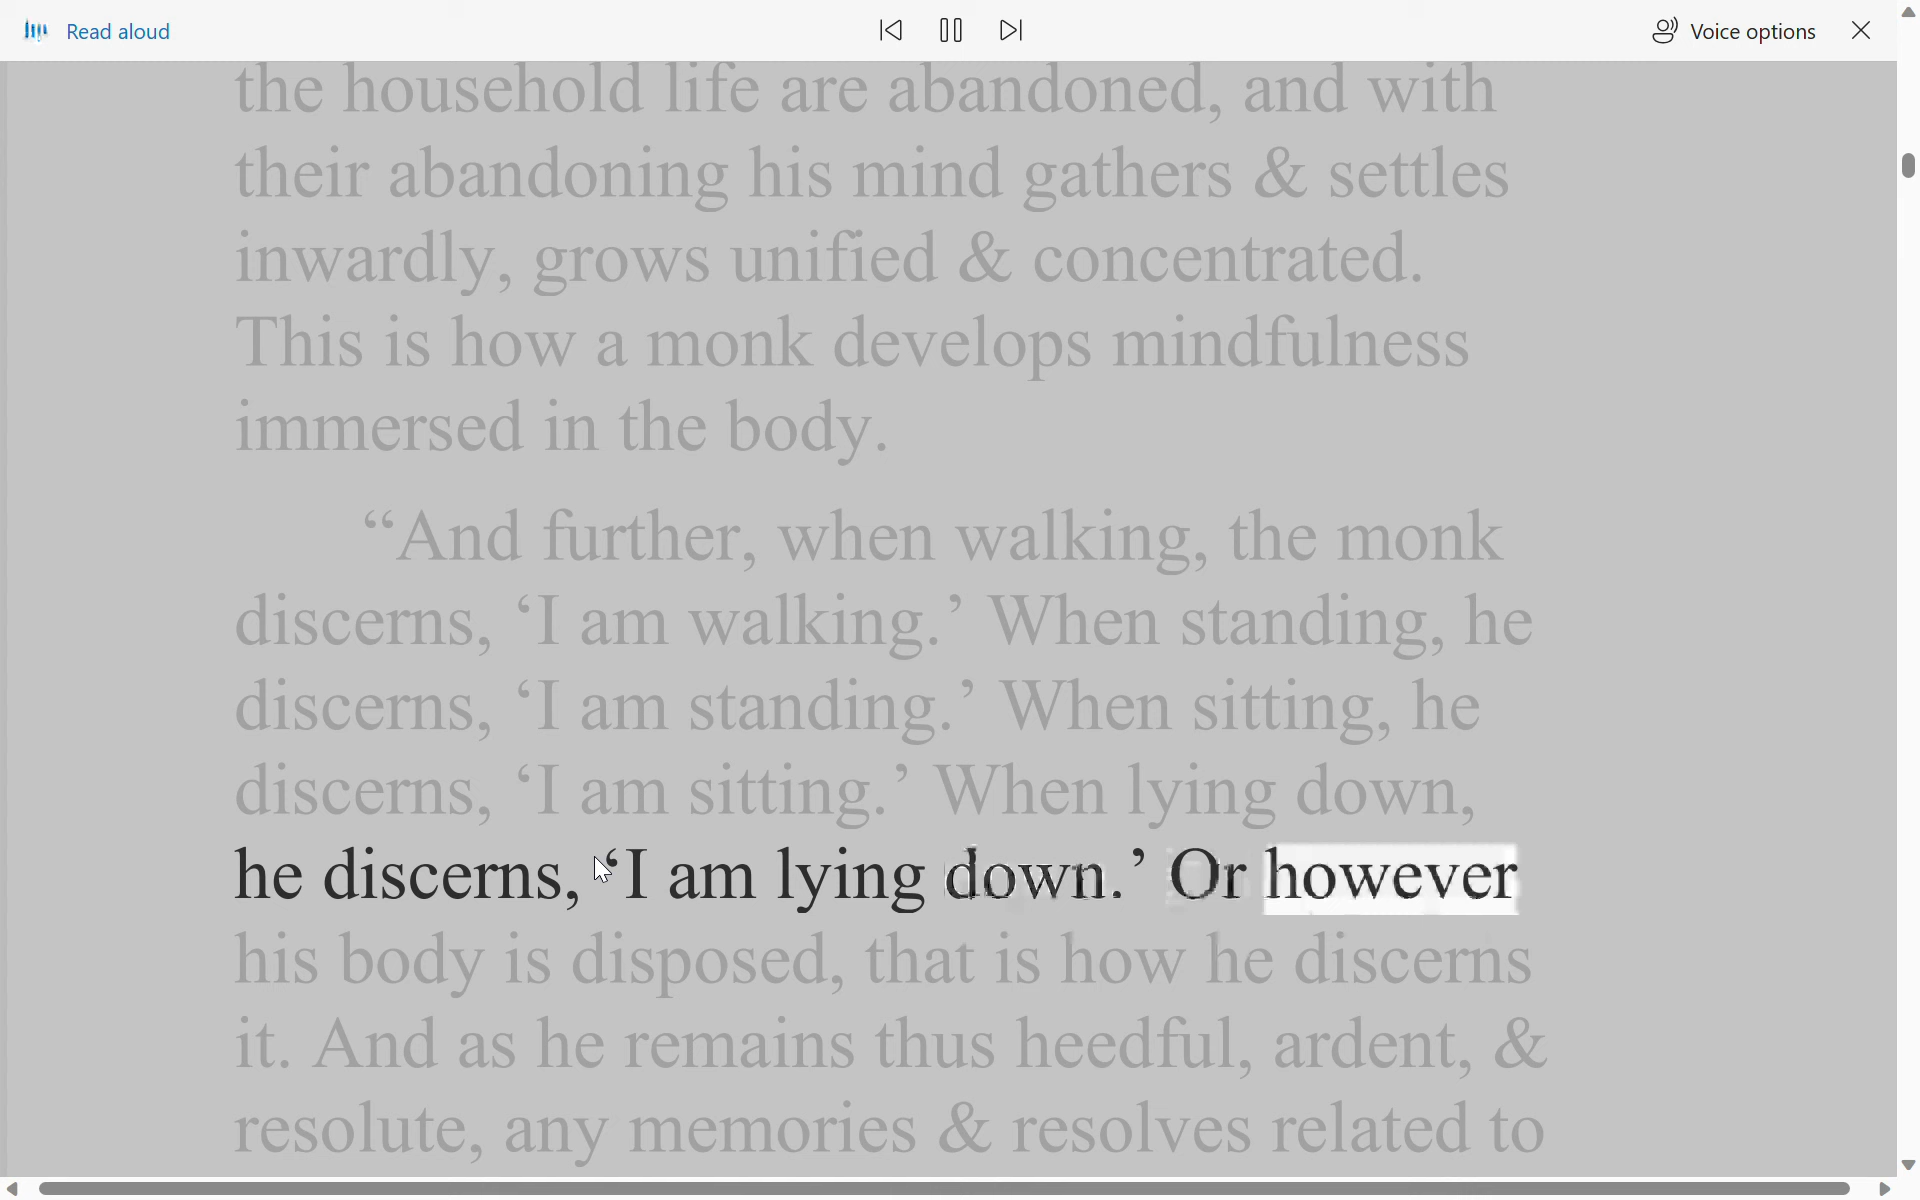 Read aloud
Voice options
the household life are abandoned, and with
their abandoning his mind gathers & settles
inwardly, grows unified & concentrated.
This is how a monk develops mindfulness
immersed in the body.
“And further, when walking, the monk
discerns, ‘I am walking.’ When standing, he
discerns, ‘I am standing.’ When sitting, he
discerns, ‘I am sitting.’ When lying down,
he discerns, ‘I am lying down.’ Or however
his body is disposed, that is how he discerns
it. And as he remains thus heedful, ardent, &
resolute, any memories & resolves related to